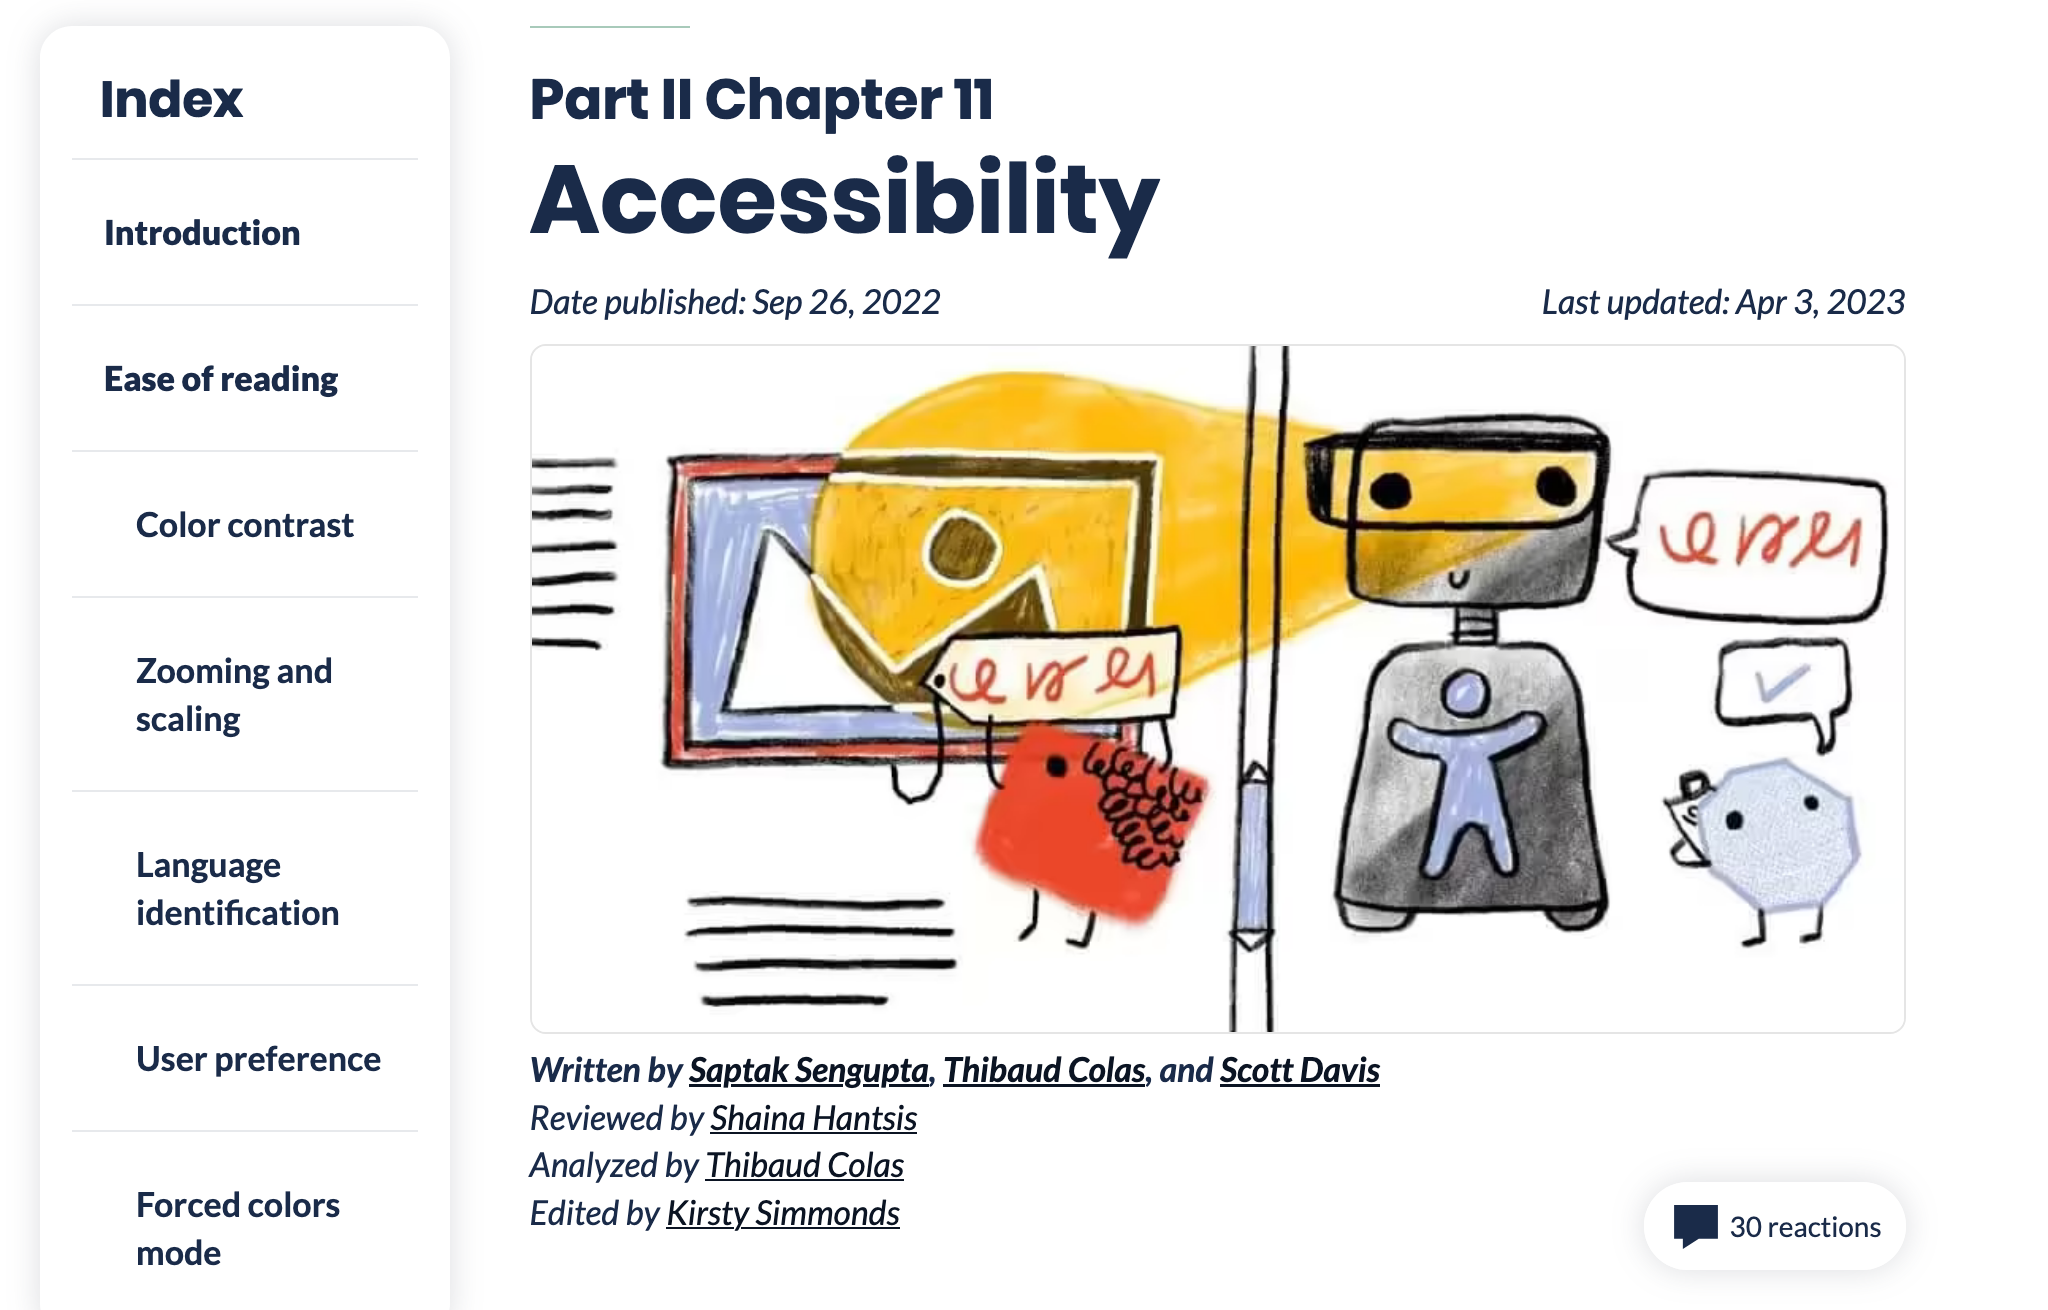 Index
Introduction
Ease of reading
Color contrast
Zooming and
scaling
Language
identification
User preference
Forced colors
mode
Part II Chapter 11
Accessibility
Date published: Sep 26, 2022
Last updated: Apr 3, 2023
Written by Saptak Sengupta, Thibaud Colas, and Scott Davis
Reviewed by Shaina Hantsis
Analyzed by Thibaud Colas
Edited by Kirsty Simmonds
30 reactions